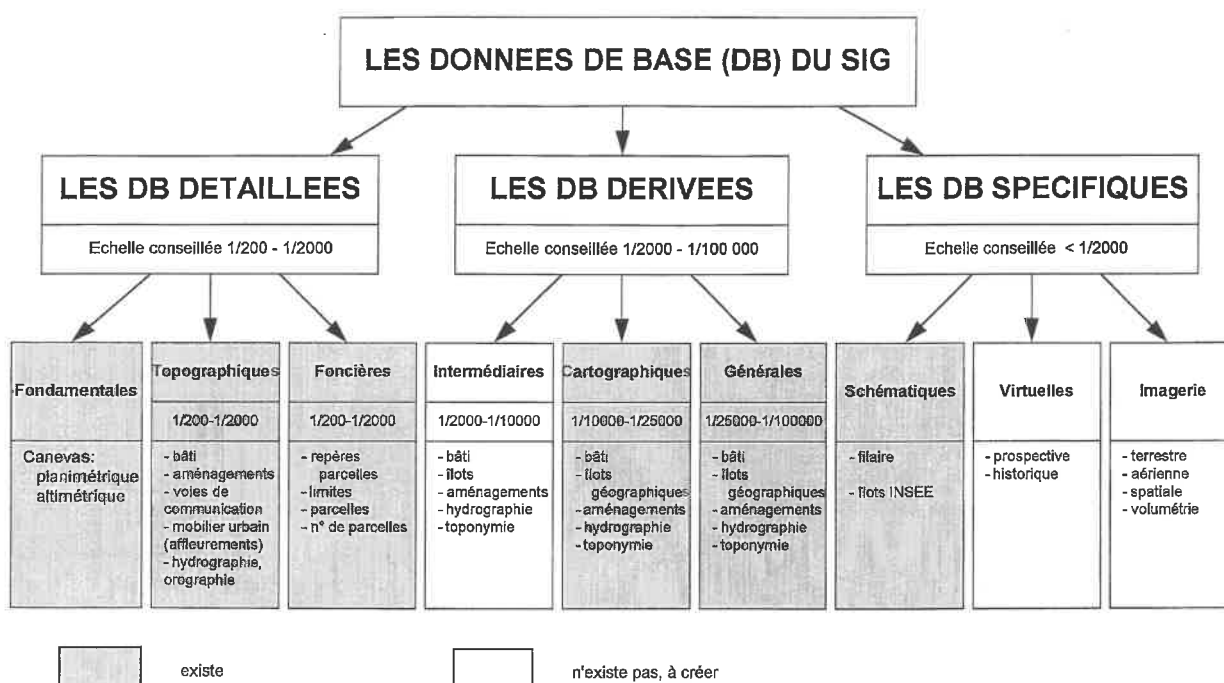 LES DONNEES DE BASE (DB) DU SIG
LES DB DETAILLEES
Echelle conseillée 1/200 - 1/2000
LES DB DERIVEES
Echelle conseillée 1/2000 - 1/100 000
LES DB SPECIFIQUES
Echelle conseillée < 1/2000
Fondamentales
Canevas:
planimétrique
altimétrique
Topographiques
1/200-1/2000
- bâti
- aménagements
- voies de
communication
- mobilier urbain
(affleurements)
- hydrographie,
orographie
Foncières
1/200-1/2000
- repères
parcelles
- limites
- parcelles
- n° de parcelles
Intermédiaires
1/2000-1/10000
- bâti
- îlots
- aménagements
- hydrographie
- toponymie
Cartographiques
1/10000-1/25000
- bâti
- îlots
géographiques
- aménagements
- hydrographie
- toponymie
Générales
1/25000-1/100000
- bâti
- îlots
géographiques
- aménagements
- hydrographie
- toponymie
Schématiques
- filaire
- îlots INSEE
Virtuelles
- prospective
- historique
Imagerie
- terrestre
- aérienne
- spatiale
- volumétrie
existe
n'existe pas, à créer